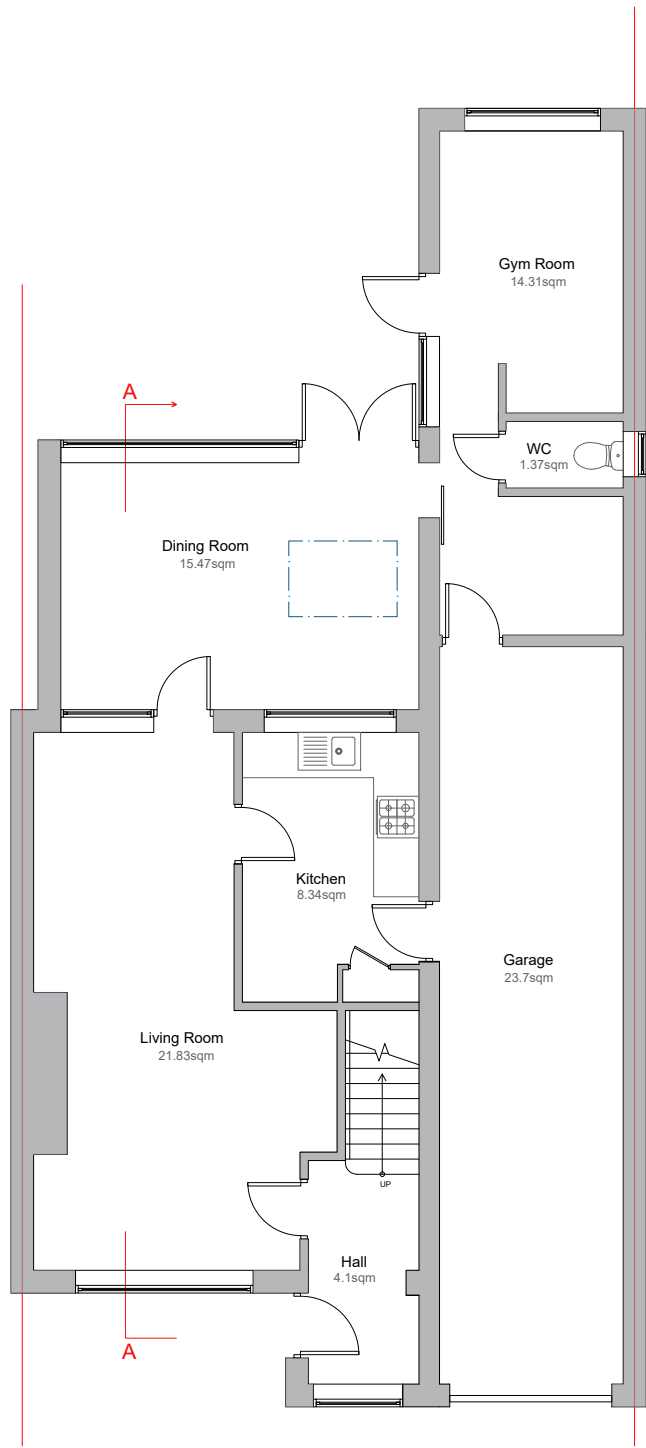 Gym Room
14.31sqm
A
WC
1.37sqm
Dining Room
15.47sqm
Kitchen
8.34sqm
Garage
23.7sqm
Living Room
21.83sqm
UP
Hall
4.1sqm
A